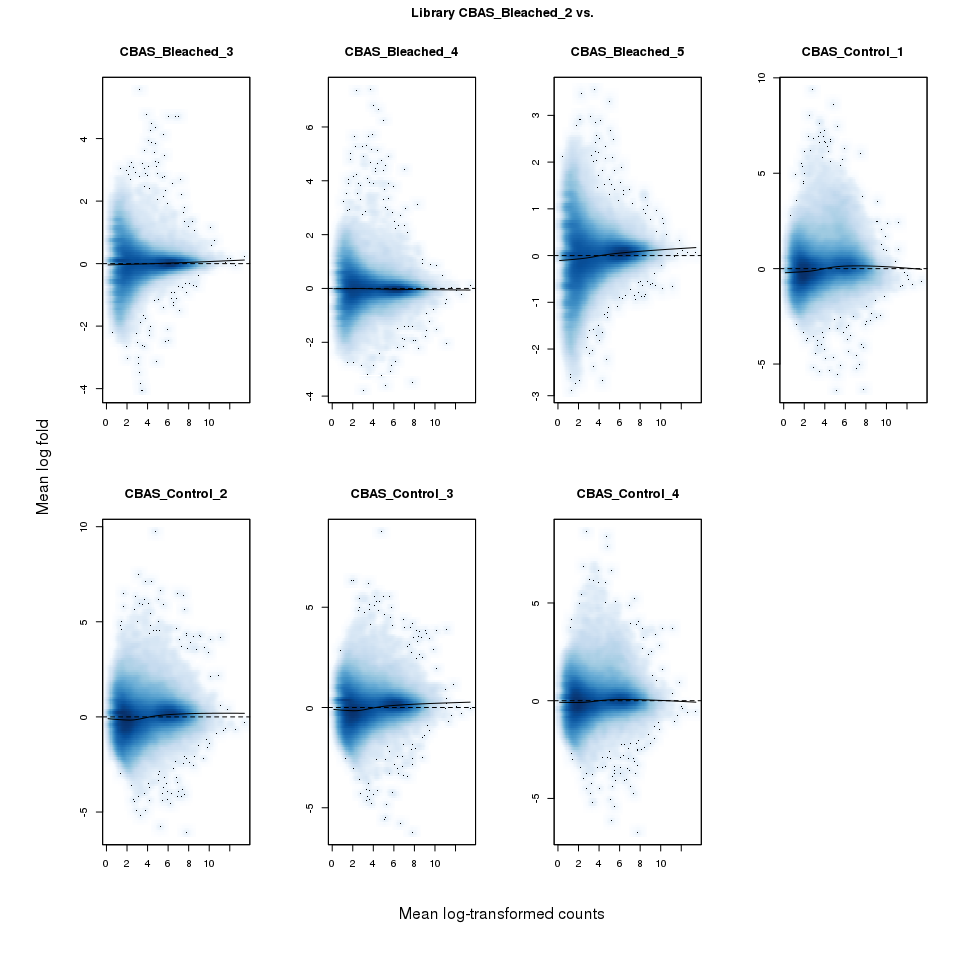 Library CBAS_Bleached_2 vs.
CBAS_Bleached_3
CBAS_Bleached_4
CBAS_Bleached_5
CBAS_Control_1
4
2
0
-2
-4
0 2 4 6 8 10
6
4
2
0
-2
-4
0 2 4 6 8 10
3
2
1
0
-1
-2
-3
0 2 4 6 8 10
10
5
0
-5
0 2 4 6 8 10
Mean log fold
CBAS_Control_2
CBAS_Control_3
CBAS_Control_4
10
5
0
-5
0 2 4 6 8 10
5
0
-5
0 2 4 6 8 10
5
0
-5
0 2 4 6 8 10
Mean log-transformed counts